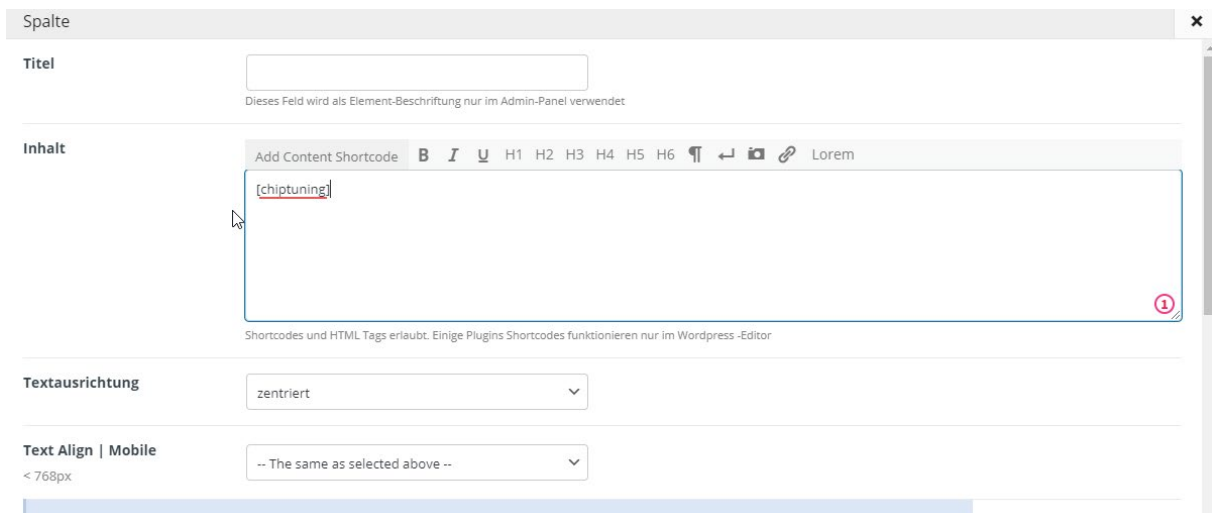 Spalte
Titel
Dieses Feld wird als Element-Beschriftung nur im Admin-Panel verwendet
Inhalt
Add Content Shortcode B I U H1 H2 H3 H4 H5 H6 ¶ Lorem
[chiptuning]
1
Shortcodes und HTML Tags erlaubt. Einige Plugins Shortcodes funktionieren nur im Wordpress -Editor
Textausrichtung
zentriert
Text Align | Mobile
-- The same as selected above --
< 768px